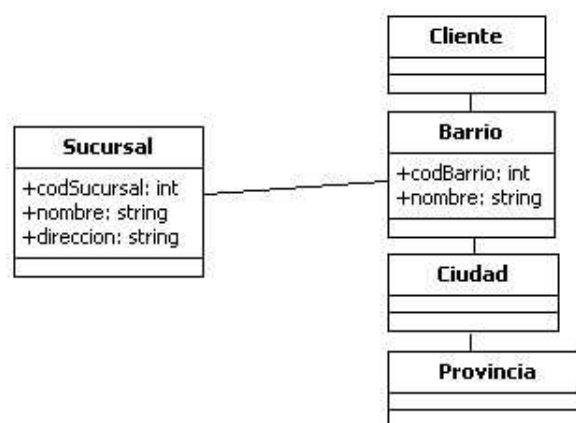 Cliente
Sucursal
+codSucursal: int
+nombre: string
+direccion: string
Barrio
+codBarrio: int
+nombre: string
Ciudad
Provincia